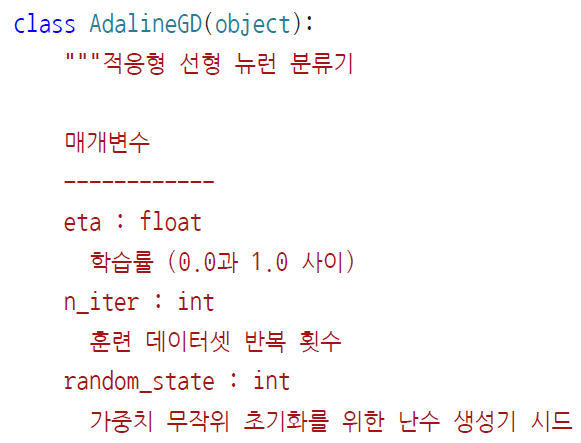 class AdalineGD(object):
"""적응형 선형 뉴런 분류기
매개변수
------------
eta : float
학습률 (0.0과 1.0 사이)
n_iter : int
훈련 데이터셋 반복 횟수
random_state : int
가중치 무작위 초기화를 위한 난수 생성기 시드